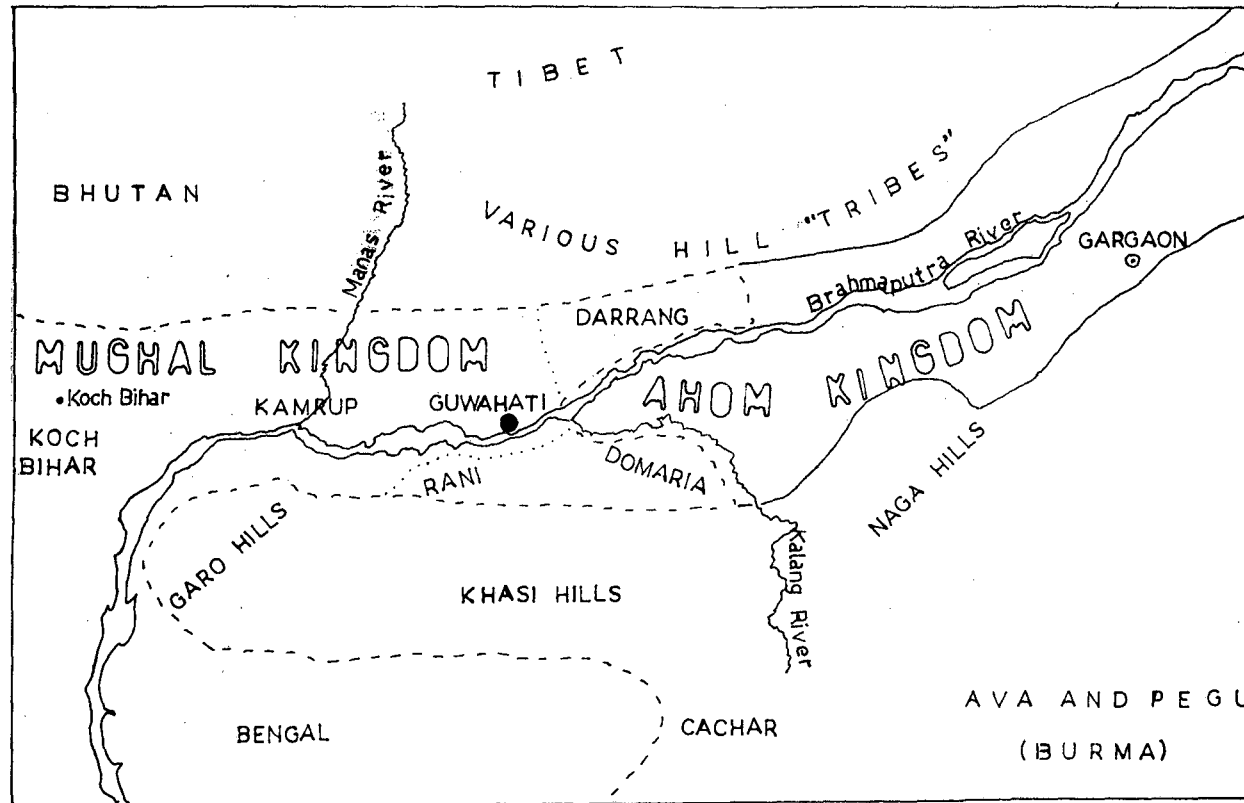 TIBET
BHUTAN
Manas River
VARIOUS HILL "TRIBES"
Brahmaputra River
GARGAON
DARRANG
MUGHAL KINGDOM
AHOM KINGDOM
Koch Bihar
KAMRUP
GUWAHATI
KOCH
BIHAR
RANI
DOMARIA
NAGA HILLS
GARO HILLS
KHASI HILLS
Kalang River
AVA AND PEGU
(BURMA)
BENGAL
CACHAR